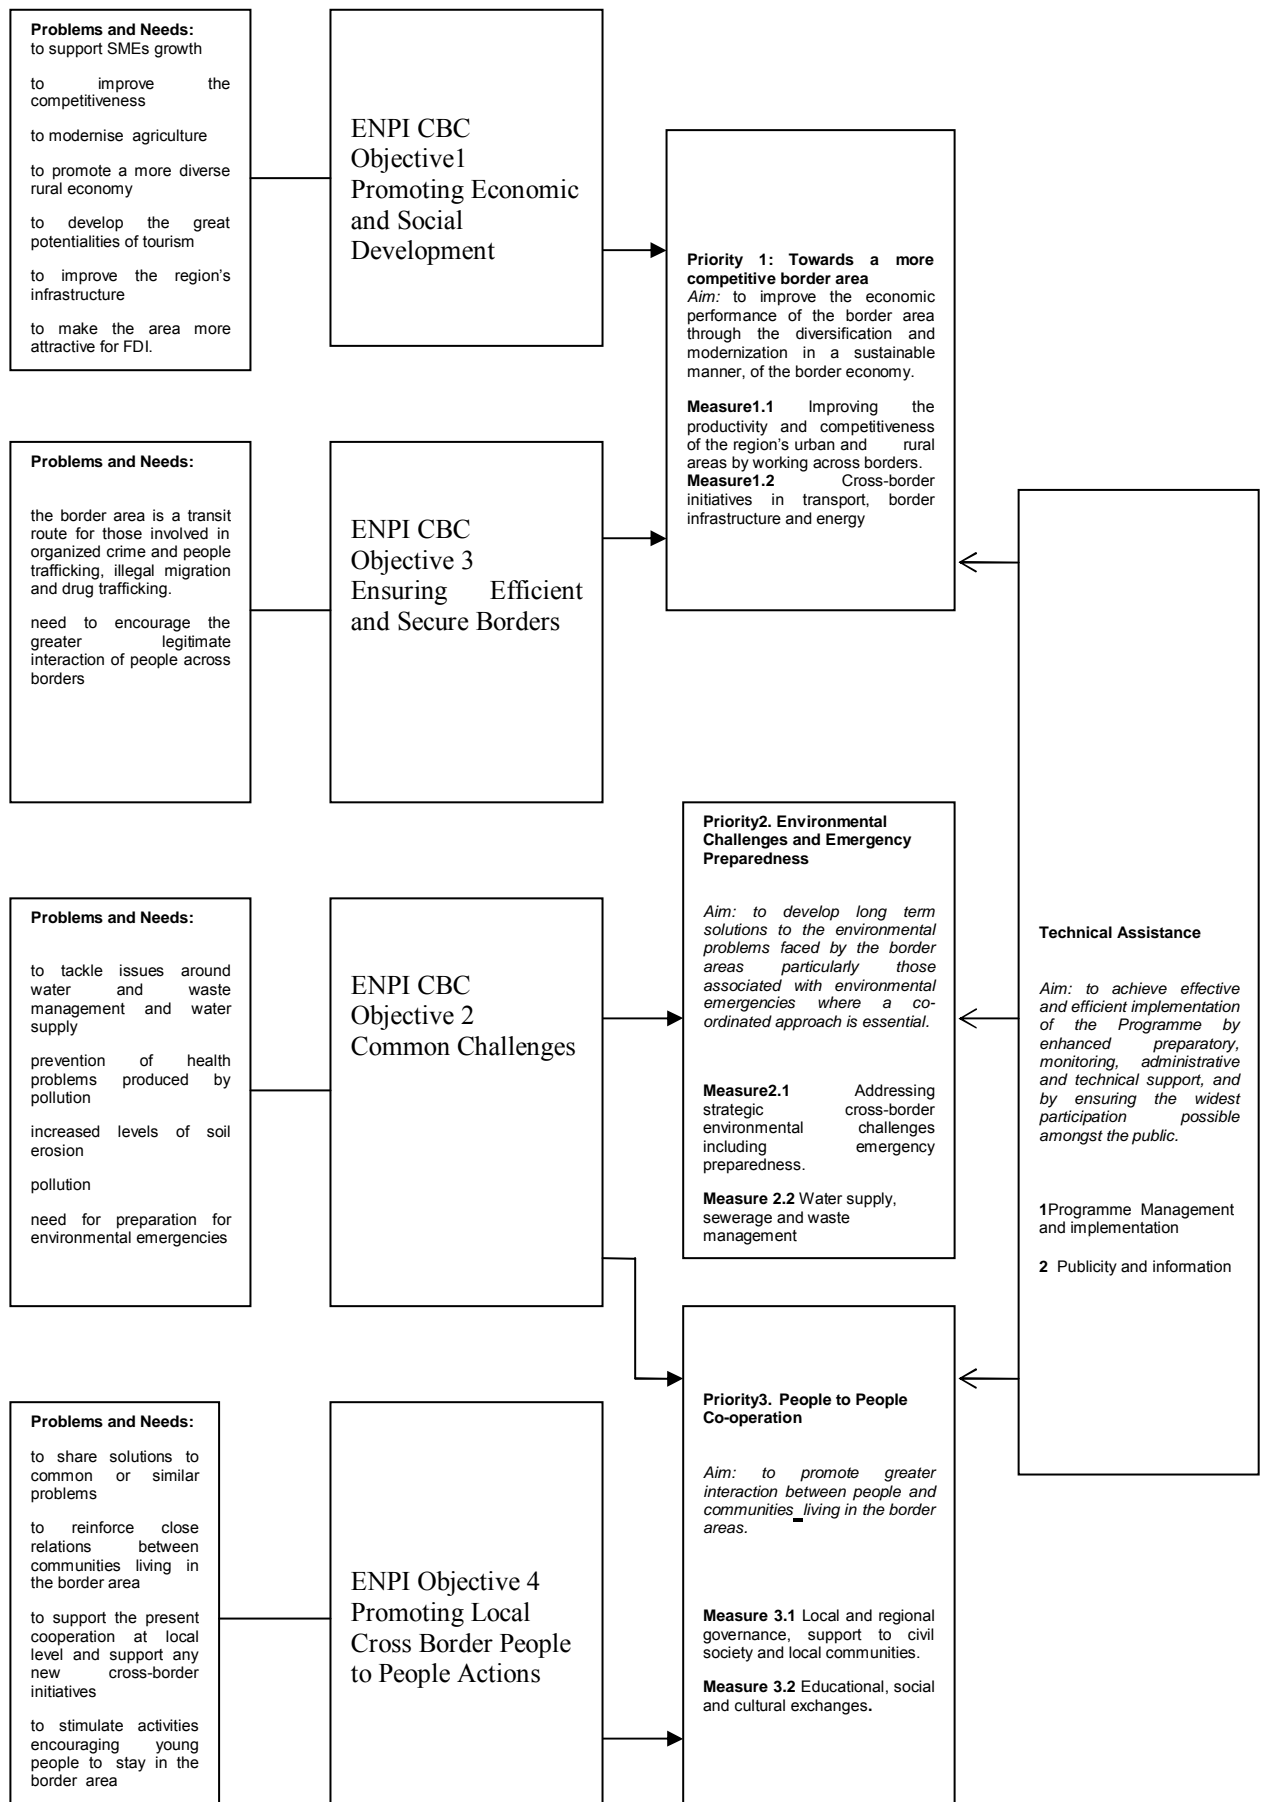 Problems and Needs:
to support SMEs growth
to improve the
competitiveness
to modernise agriculture
to promote a more diverse
rural economy
to develop the great
potentialities of tourism
to improve the region's
infrastructure
to make the area more
attractive for FDI.
ENPI CBC
Objective1
Promoting Economic
and Social
Development
Priority 1: Towards a more
competitive border area
Aim: to improve the economic
performance of the border area
through the diversification and
modernization in a sustainable
manner, of the border economy.
Measure1.1 Improving the
productivity and competitiveness
of the region's urban and rural
areas by working across borders.
Measure1.2 Cross-border
initiatives in transport, border
infrastructure and energy
Problems and Needs:
the border area is a transit
route for those involved in
organized crime and people
trafficking, illegal migration
and drug trafficking.
need to encourage the
greater legitimate
interaction of people across
borders
ENPI CBC
Objective 3
Ensuring Efficient
and Secure Borders
Problems and Needs:
to tackle issues around
water and waste
management and water
supply
prevention of health
problems produced by
pollution
increased levels of soil
erosion
pollution
need for preparation for
environmental emergencies
ENPI CBC
Objective 2
Common Challenges
Priority2. Environmental
Challenges and Emergency
Preparedness
Aim: to develop long term
solutions to the environmental
problems faced by the border
areas particularly those
associated with environmental
emergencies where a co-
ordinated approach is essential.
Measure2.1 Addressing
strategic cross-border
environmental challenges
including emergency
preparedness.
Measure 2.2 Water supply,
sewerage and waste
management
Technical Assistance
Aim: to achieve effective
and efficient implementation
of the Programme by
enhanced preparatory,
monitoring, administrative
and technical support, and
by ensuring the widest
participation possible
amongst the public.
1Programme Management
and implementation
2 Publicity and information
Problems and Needs:
to share solutions to
common or similar
problems
to reinforce close
relations between
communities living in
the border area
to support the present
cooperation at local
level and support any
new cross-border
initiatives
to stimulate activities
encouraging young
people to stay in the
border area
ENPI Objective 4
Promoting Local
Cross Border People
to People Actions
Priority3. People to People
Co-operation
Aim: to promote greater
interaction between people and
communities living in the border
areas.
Measure 3.1 Local and regional
governance, support to civil
society and local communities.
Measure 3.2 Educational, social
and cultural exchanges.